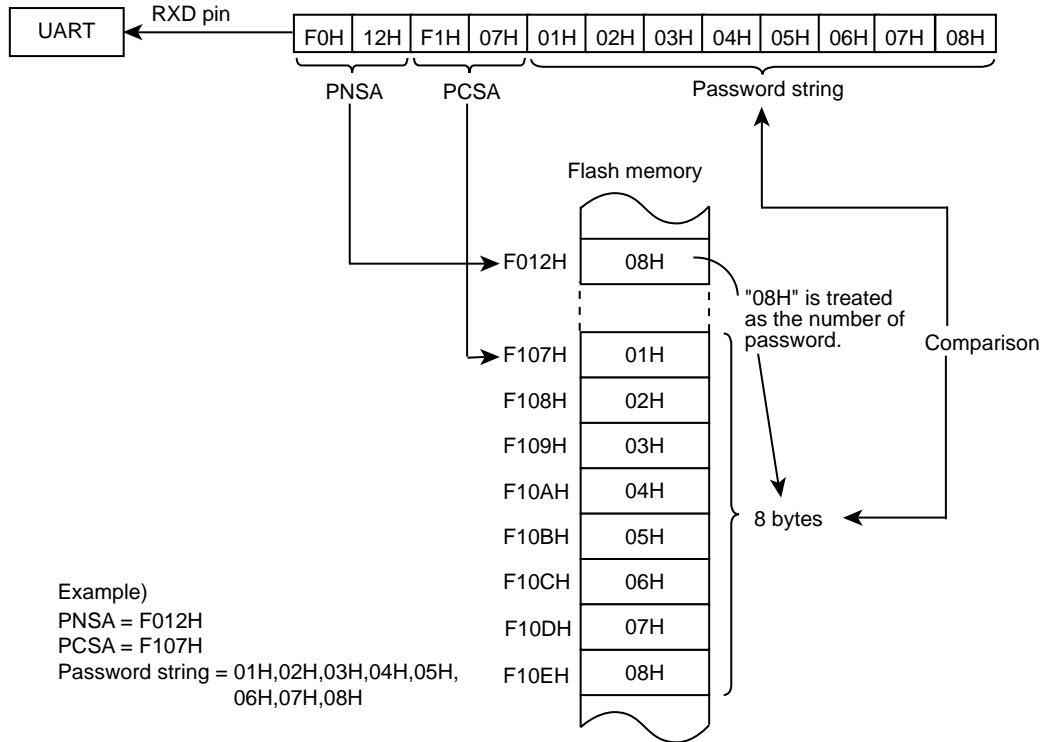 RXD pin
UART
F0H 12H F1H 07H 01H 02H 03H 04H 05H 06H 07H 08H
PNSA PCSA Password string
Flash memory
F012H 08H
"08H" is treated
as the number of
password.
Comparison
F107H 01H
F108H 02H
F109H 03H
F10AH 04H
F10BH 05H
8 bytes
F10CH 06H
F10DH 07H
F10EH 08H
Example)
PNSA = F012H
PCSA = F107H
Password string = 01H,02H,03H,04H,05H,
06H,07H,08H